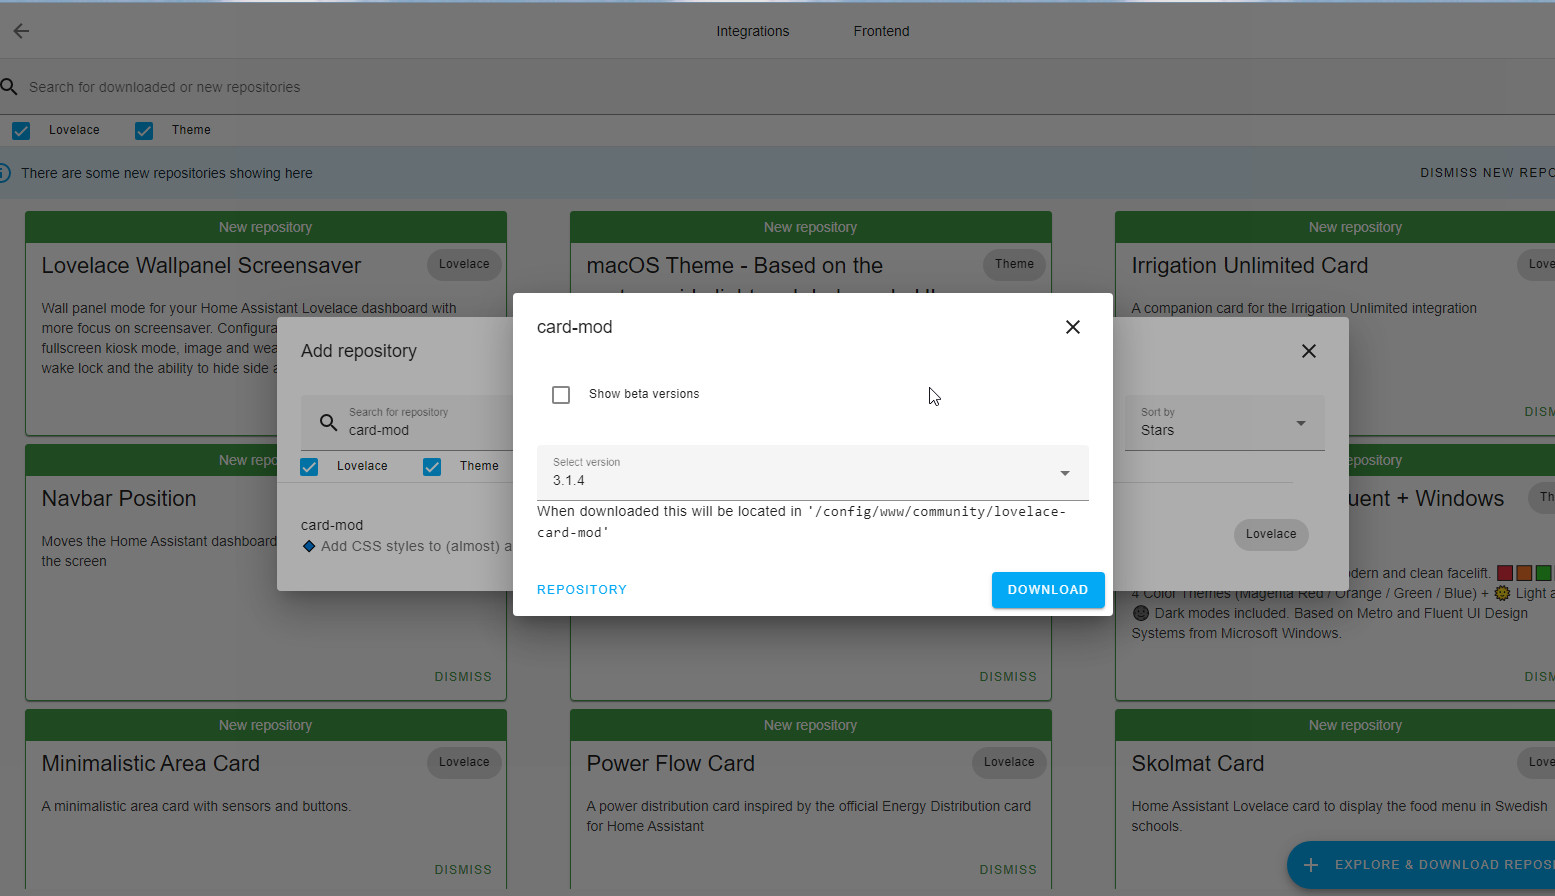 Integrations
Frontend
Search for downloaded or new repositories
Lovelace
Theme
There are some new repositories showing here
DISMISS NEW REPO
New repository
Lovelace Wallpanel Screensaver
Lovelace
Wall panel mode for your Home Assistant Lovelace dashboard with
more focus on screensaver. Configura
fullscreen kiosk mode, image and wea
wake lock and the ability to hide side a
New repository
macOS Theme - Based on the
Theme
New repository
Irrigation Unlimited Card
Love
A companion card for the Irrigation Unlimited integration
DISM
Add repository
Search for repository
card-mod
Lovelace
Theme
Sort by
Stars
card-mod
Add CSS styles to (almost) a
Lovelace
card-mod
Show beta versions
Select version
3.1.4
When downloaded this will be located in '/config/www/community/lovelace-
card-mod'
REPOSITORY
DOWNLOAD
New repo
Navbar Position
Moves the Home Assistant dashboard
the screen
DISMISS
DISMISS
pository
uent + Windows
Th
dern and clean facelift.
4 Color Themes (Magenta Red / Orange / Green / Blue) + Light a
Dark modes included. Based on Metro and Fluent UI Design
Systems from Microsoft Windows.
DISM
New repository
Minimalistic Area Card
Lovelace
A minimalistic area card with sensors and buttons.
DISMISS
New repository
Power Flow Card
Lovelace
A power distribution card inspired by the official Energy Distribution card
for Home Assistant
DISMISS
New repository
Skolmat Card
Love
Home Assistant Lovelace card to display the food menu in Swedish
schools.
EXPLORE & DOWNLOAD REPOSI